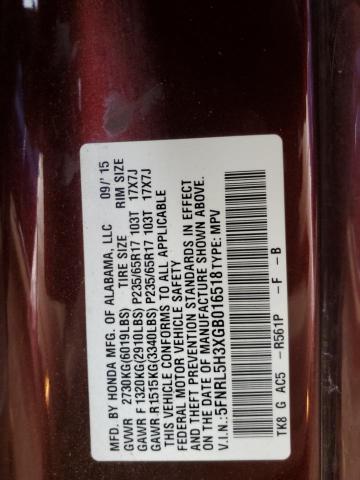 MFD. BY HONDA MFG. OF ALABAMA, LLC 09/'15
GVWR 2730KG(6019LBS) TIRE SIZE RIM SIZE
GAWR F 1320KG(2910LBS) P235/65R17 103T 17X7J
GAWR R 1515KG(3340LBS) P235/65R17 103T 17X7J
THIS VEHICLE CONFORMS TO ALL APPLICABLE
FEDERAL MOTOR VEHICLE SAFETY
AND THEFT PREVENTION STANDARDS IN EFFECT
ON THE DATE OF MANUFACTURE SHOWN ABOVE.
V.I.N.:5FNRL5H3XGB016518 TYPE: MPV
TK8 G AC5 -R561P -F -B